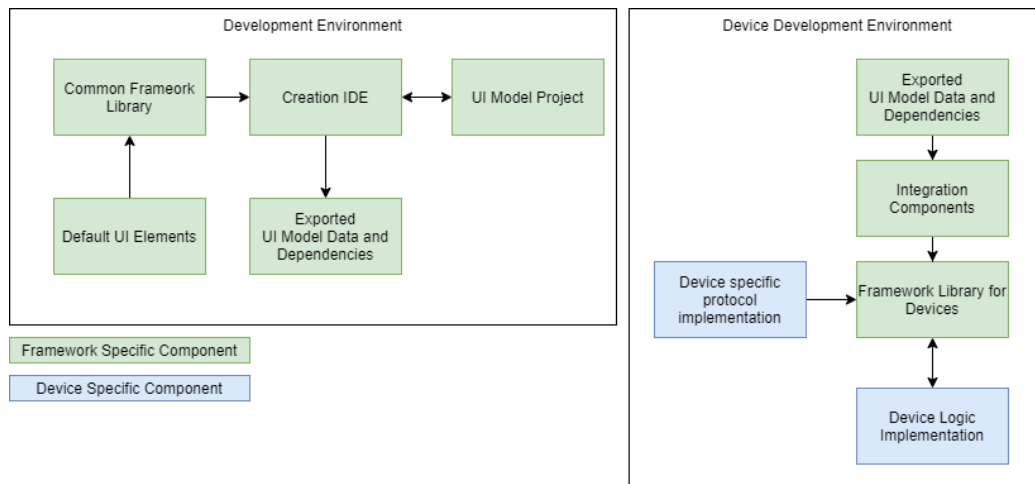 Development Environment
Common Frameork
Library
Creation IDE
UI Model Project
Default UI Elements
Exported
UI Model Data and
Dependencies
Framework Specific Component
Device Specific Component
Device Development Environment
Exported
UI Model Data and
Dependencies
Integration
Components
Device specific
protocol
implementation
Framework Library for
Devices
Device Logic
Implementation